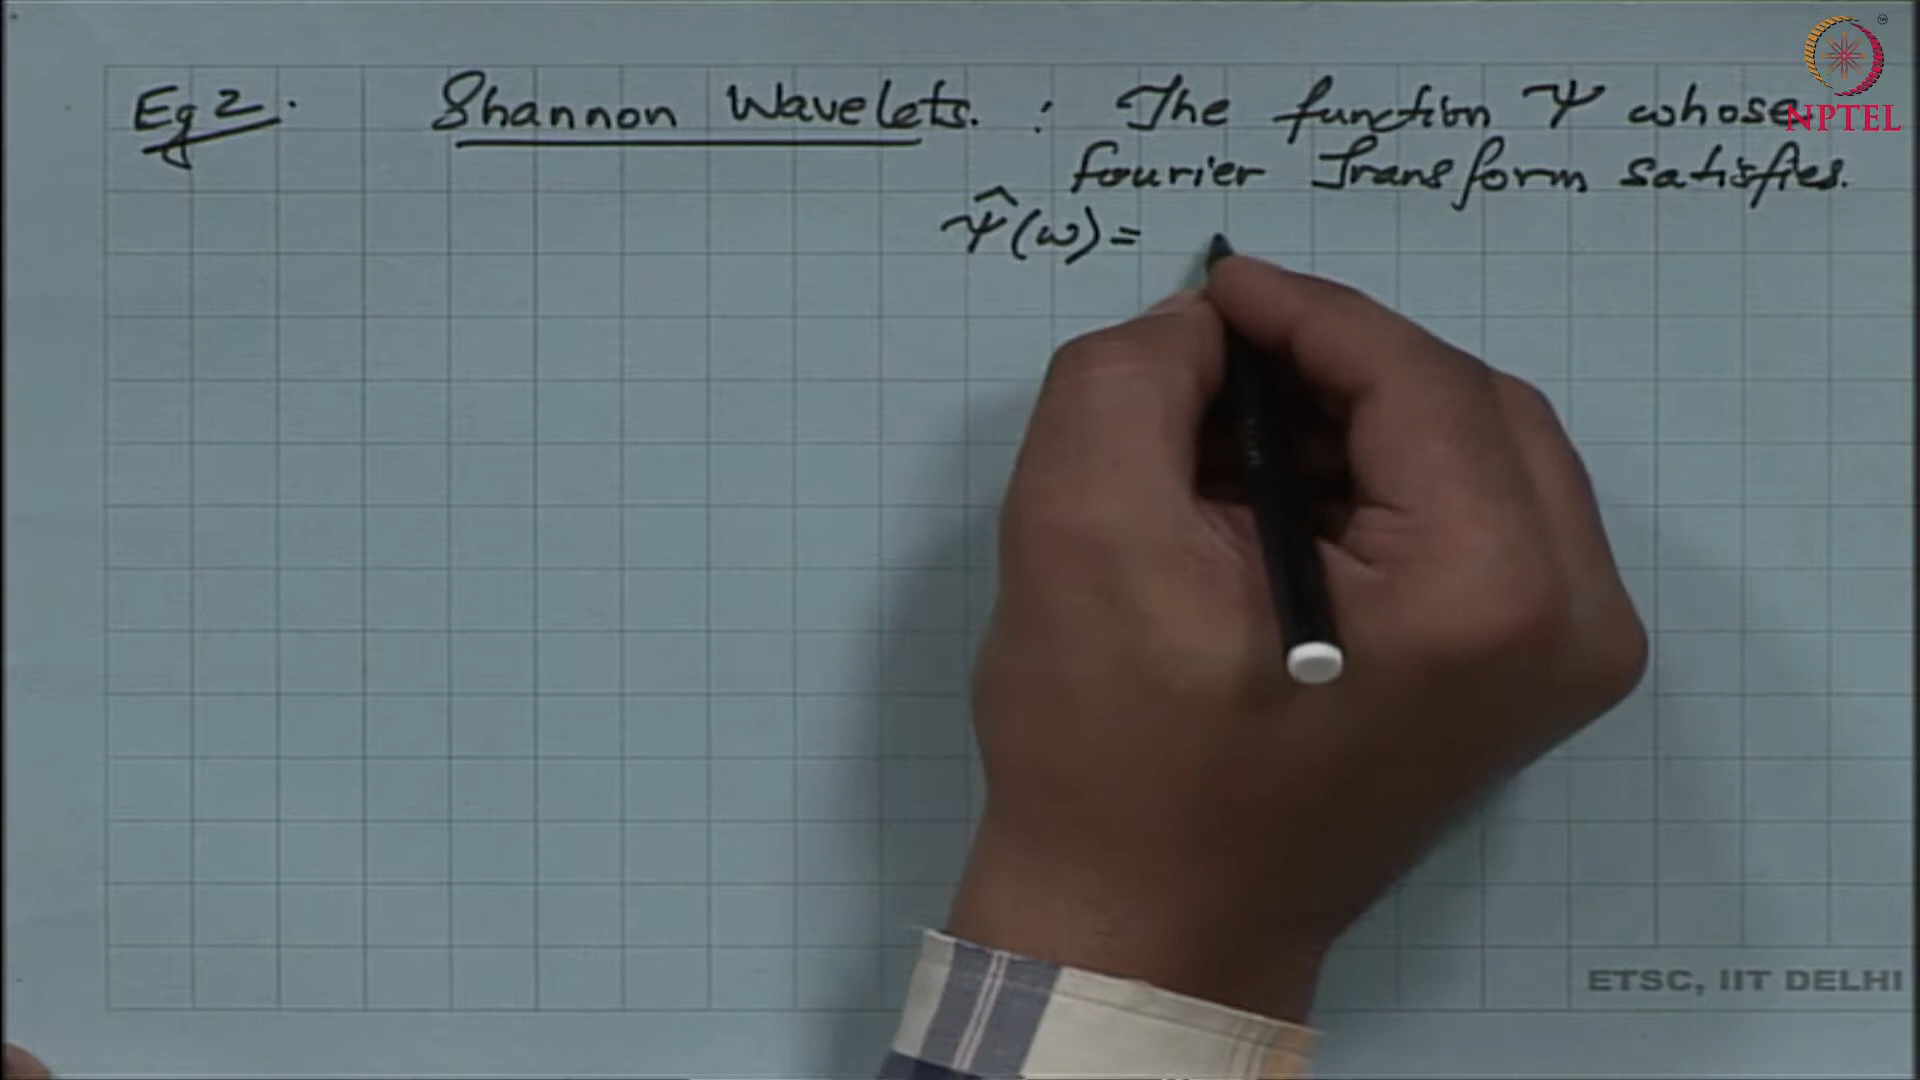 Eg 2. Shannon Wavelets. : The function ψ whose
fourier Transform satisfies.
ψ̂(ω) =
NPTEL
ETSC, IIT DELHI